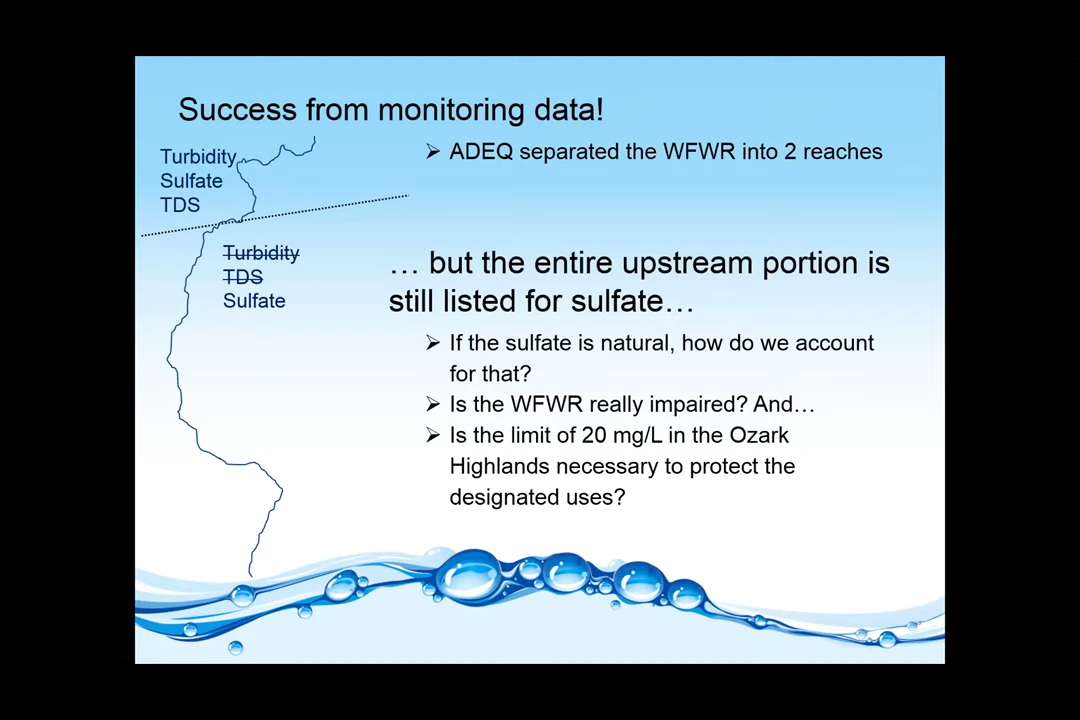 Success from monitoring data!
Turbidity
Sulfate
TDS
Turbidity
TDS
Sulfate
➢ ADEQ separated the WFWR into 2 reaches
… but the entire upstream portion is
still listed for sulfate…
➢ If the sulfate is natural, how do we account
for that?
➢ Is the WFWR really impaired? And…
➢ Is the limit of 20 mg/L in the Ozark
Highlands necessary to protect the
designated uses?